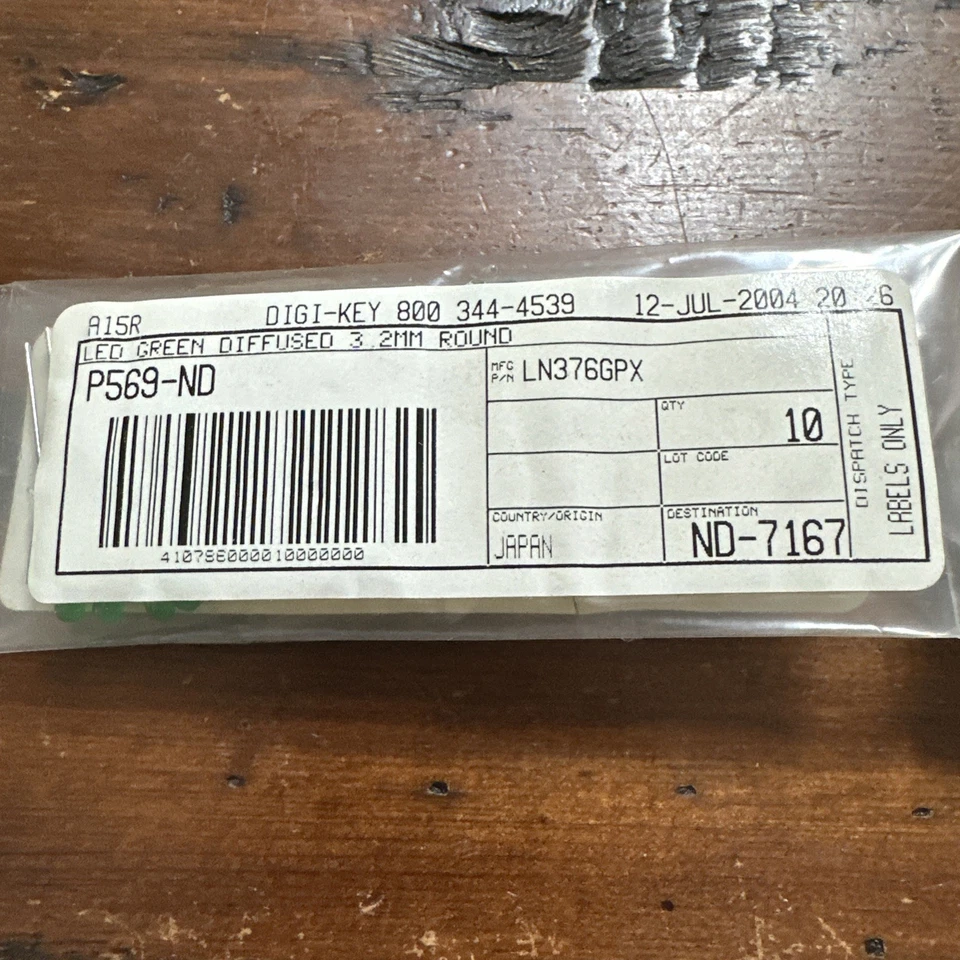 A15R DIGI-KEY 800 344-4539 12-JUL-2004
LED GREEN DIFFUSED 3.2MM ROUND
P569-ND
MFG P/N LN376GPX
QTY
10
LOT CODE
COUNTRY/ORIGIN
JAPAN
DESTINATION
ND-7167
4107860000010000000
DISPATCH TYPE
LABELS ONLY